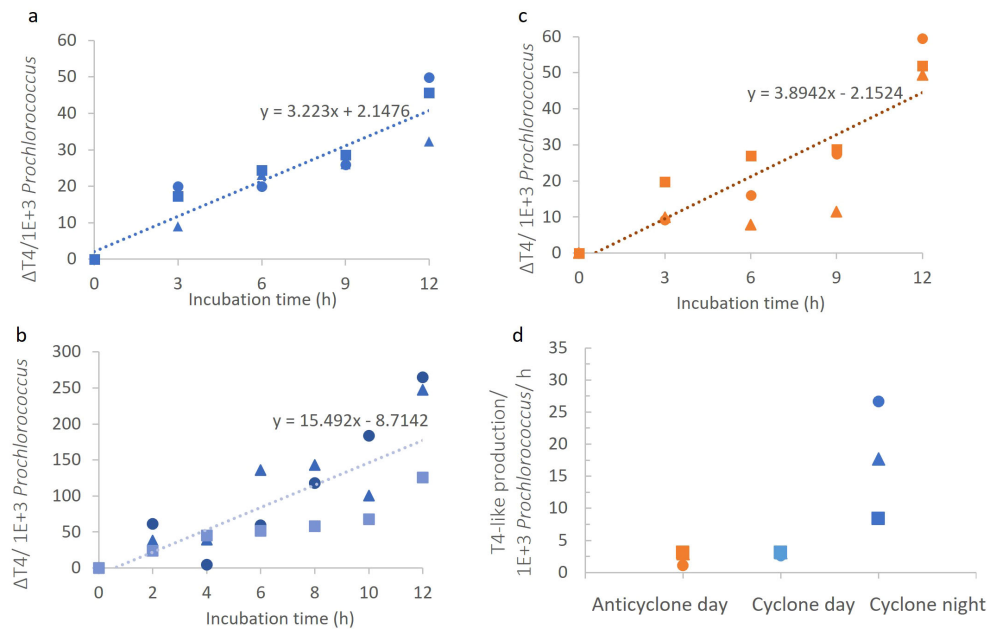 a
60
50
40
30
20
10
0
ΔT4/1E+3 Prochlorococcus
y = 3.223x + 2.1476
0 3 6 9 12
Incubation time (h)
c
60
50
40
30
20
10
0
ΔT4/ 1E+3 Prochlorococcus
y = 3.8942x - 2.1524
0 3 6 9 12
Incubation time (h)
b
300
250
200
150
100
50
0
ΔT4/ 1E+3 Prochlorococcus
y = 15.492x - 8.7142
0 2 4 6 8 10 12
Incubation time (h)
d
35
30
25
20
15
10
5
0
T4-like production/
1E+3 Prochlorococcus/ h
Anticyclone day Cyclone day Cyclone night